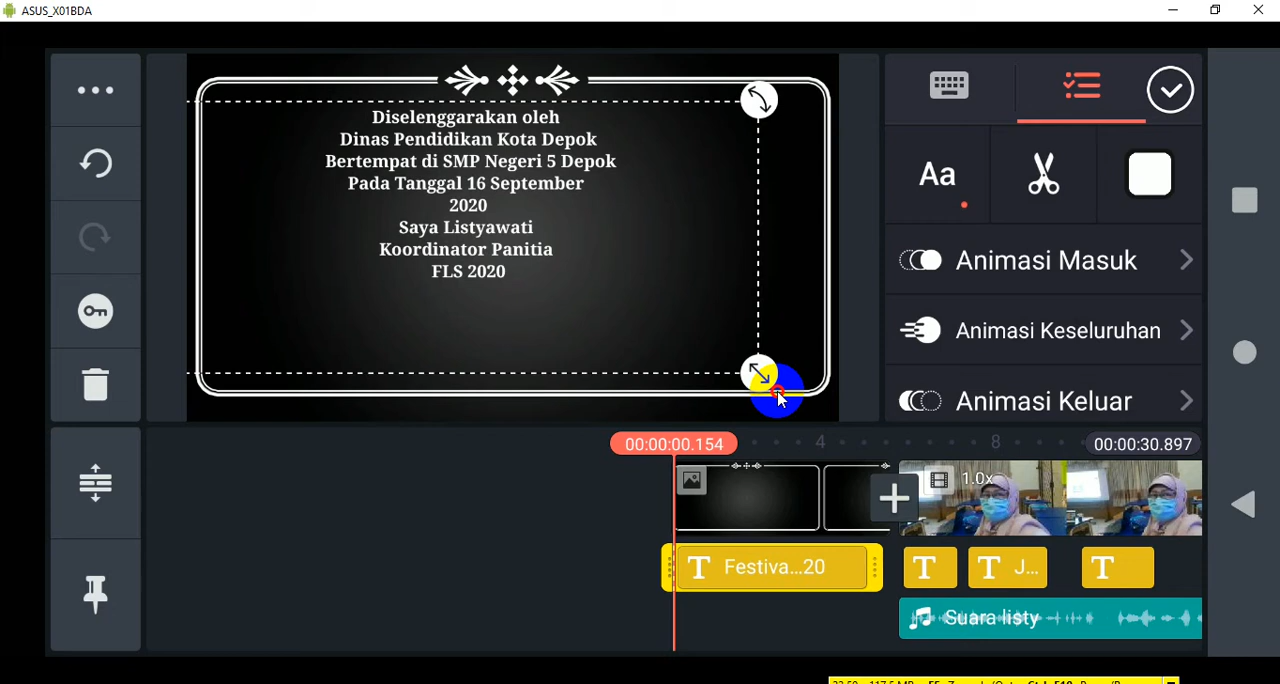 ASUS_X01BDA
Diselenggarakan oleh
Dinas Pendidikan Kota Depok
Bertempat di SMP Negeri 5 Depok
Pada Tanggal 16 September
2020
Saya Listyawati
Koordinator Panitia
FLS 2020
Aa
Animasi Masuk
Animasi Keseluruhan
Animasi Keluar
00:00:00.154
4
8
00:00:30.897
1.0x
T Festiva...20
T
T J...
T
Suara listy